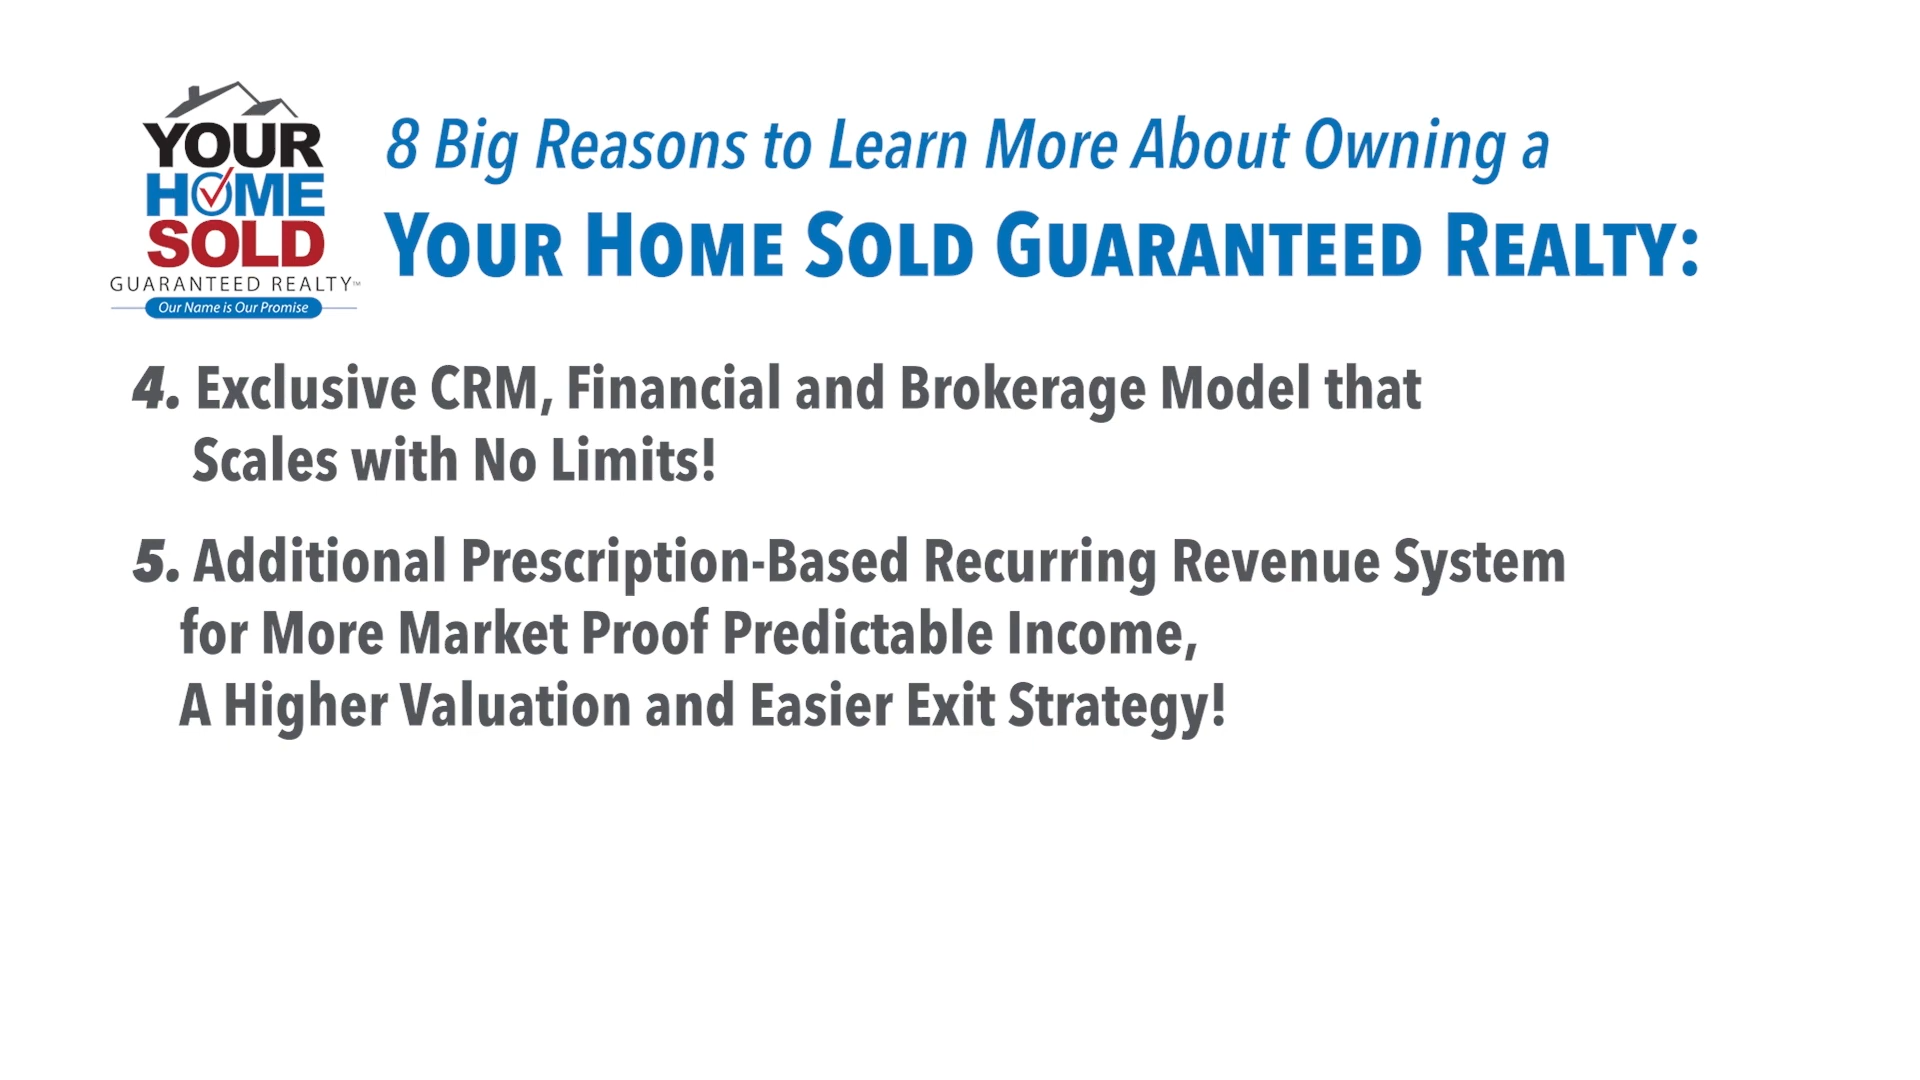 YOUR
HOME
SOLD
GUARANTEED REALTY™
Our Name is Our Promise
8 Big Reasons to Learn More About Owning a
YOUR HOME SOLD GUARANTEED REALTY:
4. Exclusive CRM, Financial and Brokerage Model that
Scales with No Limits!
5. Additional Prescription-Based Recurring Revenue System
for More Market Proof Predictable Income,
A Higher Valuation and Easier Exit Strategy!